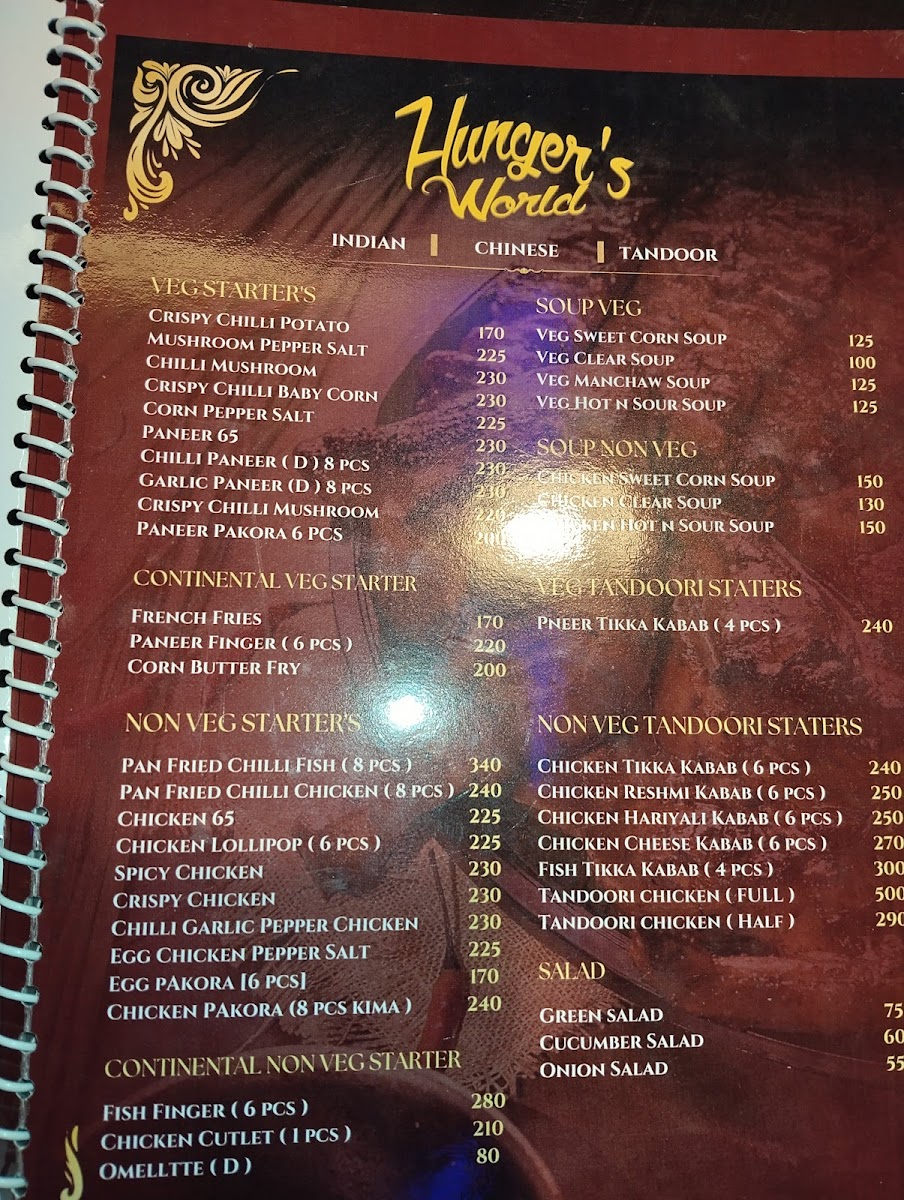 Hunger's
World
INDIAN | CHINESE | TANDOOR
VEG STARTER'S
CRISPY CHILLI POTATO 170
MUSHROOM PEPPER SALT 225
CHILLI MUSHROOM 230
CRISPY CHILLI BABY CORN 230
CORN PEPPER SALT 225
PANEER 65 230
CHILLI PANEER ( D ) 8 PCS 230
GARLIC PANEER (D ) 8 PCS 230
CRISPY CHILLI MUSHROOM 220
PANEER PAKORA 6 PCS 200
CONTINENTAL VEG STARTER
FRENCH FRIES 170
PANEER FINGER ( 6 PCS ) 220
CORN BUTTER FRY 200
NON VEG STARTER'S
PAN FRIED CHILLI FISH ( 8 PCS ) 340
PAN FRIED CHILLI CHICKEN ( 8 PCS ) 240
CHICKEN 65 225
CHICKEN LOLLIPOP ( 6 PCS ) 225
SPICY CHICKEN 230
CRISPY CHICKEN 230
CHILLI GARLIC PEPPER CHICKEN 230
EGG CHICKEN PEPPER SALT 225
EGG PAKORA [6 PCS] 170
CHICKEN PAKORA (8 PCS KIMA ) 240
CONTINENTAL NON VEG STARTER
FISH FINGER ( 6 PCS ) 280
CHICKEN CUTLET ( 1 PCS ) 210
OMELLTTE ( D ) 80
SOUP VEG
VEG SWEET CORN SOUP 125
VEG CLEAR SOUP 100
VEG MANCHAW SOUP 125
VEG HOT N SOUR SOUP 125
SOUP NON VEG
CHICKEN SWEET CORN SOUP 150
CHICKEN CLEAR SOUP 130
CHICKEN HOT N SOUR SOUP 150
VEG TANDOORI STATERS
PNEER TIKKA KABAB ( 4 PCS ) 240
NON VEG TANDOORI STATERS
CHICKEN TIKKA KABAB ( 6 PCS ) 240
CHICKEN RESHMI KABAB ( 6 PCS ) 250
CHICKEN HARIYALI KABAB ( 6 PCS ) 250
CHICKEN CHEESE KABAB ( 6 PCS ) 270
FISH TIKKA KABAB ( 4 PCS ) 300
TANDOORI CHICKEN ( FULL ) 500
TANDOORI CHICKEN ( HALF ) 290
SALAD
GREEN SALAD 75
CUCUMBER SALAD 60
ONION SALAD 55